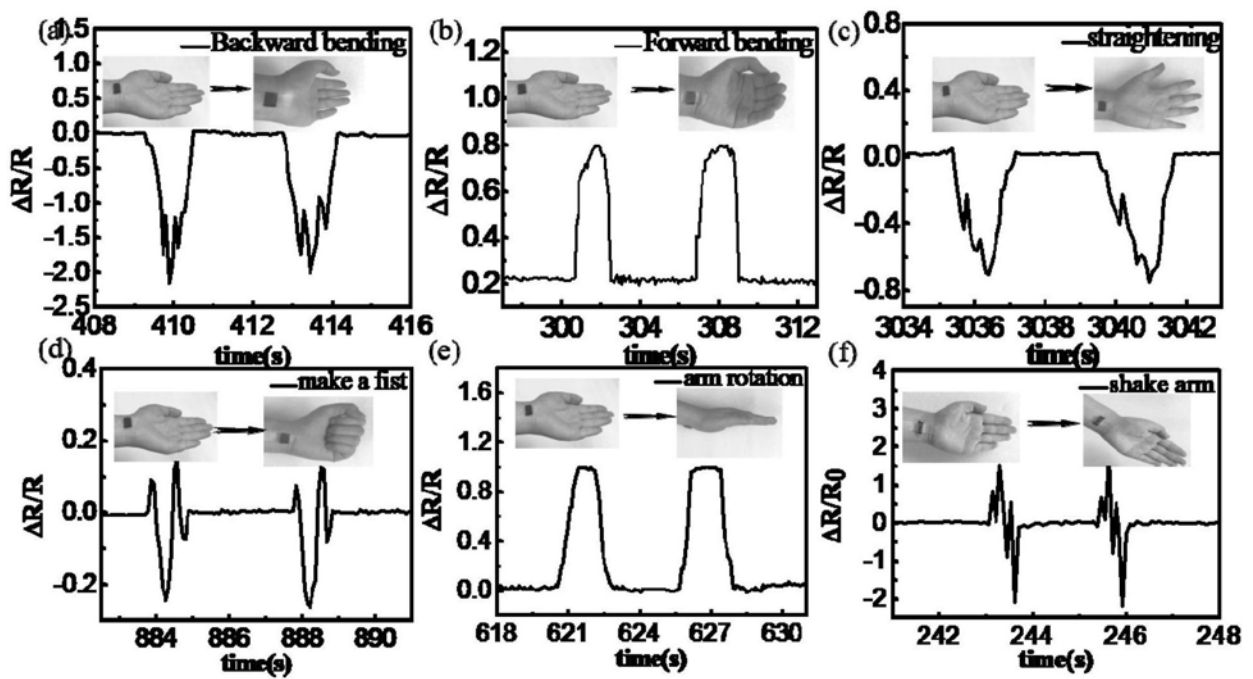 (a)
Backward bending
1.5
1.0
0.5
0.0
-0.5
-1.0
-1.5
-2.0
-2.5
ΔR/R
408 410 412 414 416
time(s)
(b)
Forward bending
1.2
1.0
0.8
0.6
0.4
0.2
ΔR/R
300 304 308 312
time(s)
(c)
straightening
0.8
0.4
0.0
-0.4
-0.8
ΔR/R
3034 3036 3038 3040 3042
time(s)
(d)
make a fist
0.4
0.2
0.0
-0.2
ΔR/R
884 886 888 890
time(s)
(e)
arm rotation
1.6
1.2
0.8
0.4
0.0
ΔR/R
618 621 624 627 630
time(s)
(f)
shake arm
4
3
2
1
0
-1
-2
ΔR/R0
242 244 246 248
time(s)